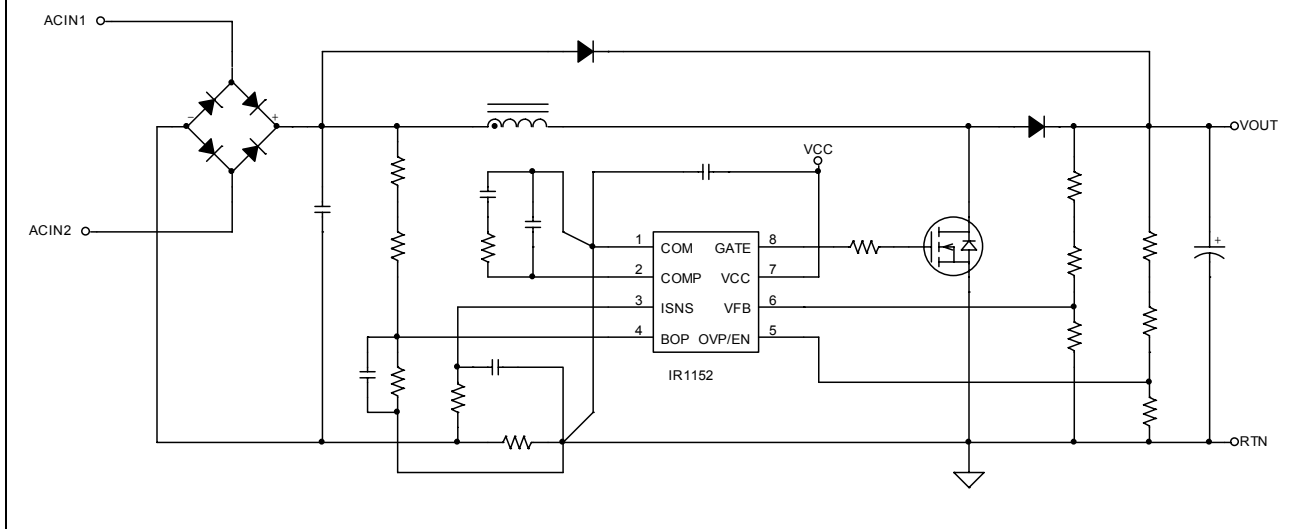 ACIN1
ACIN2
− +
VCC
VOUT
1 COM GATE 8
2 COMP VCC 7
3 ISNS VFB 6
4 BOP OVP/EN 5
IR1152
+
RTN